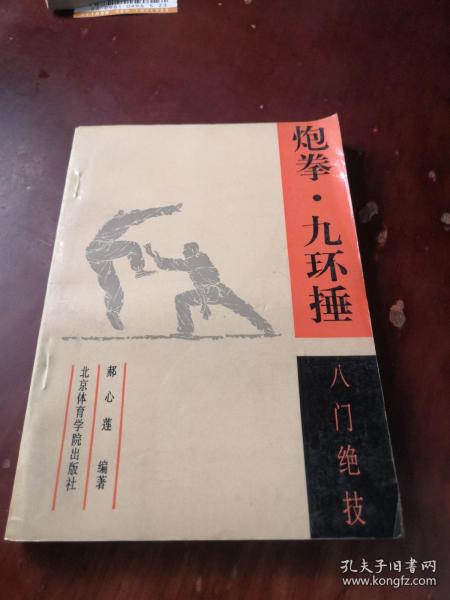 炮拳·九环捶
八门绝技
郝心莲 编著
北京体育学院出版社
孔夫子旧书网
www.kongfz.com